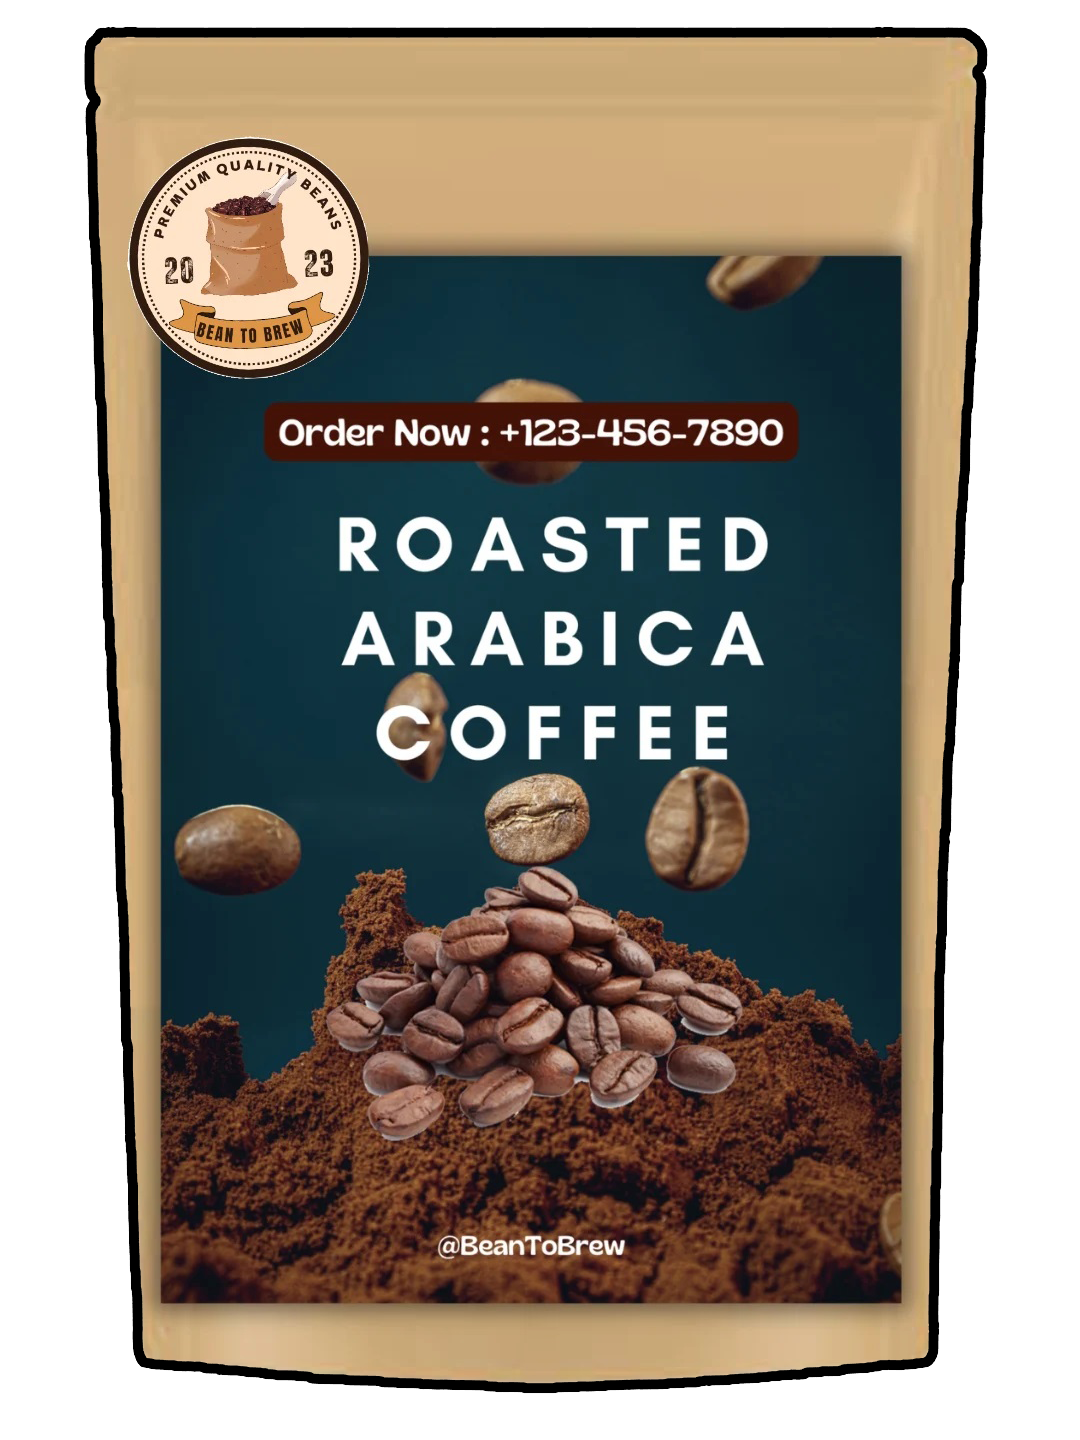 PREMIUM QUALITY BEANS
20 23
BEAN TO BREW
Order Now : +123-456-7890
ROASTED
ARABICA
COFFEE
@BeanToBrew